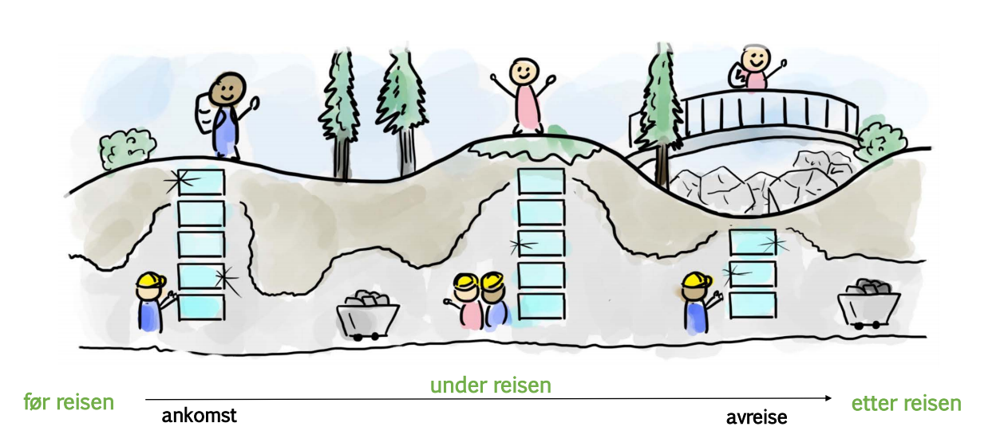 under reisen
før reisen
etter reisen
ankomst
avreise